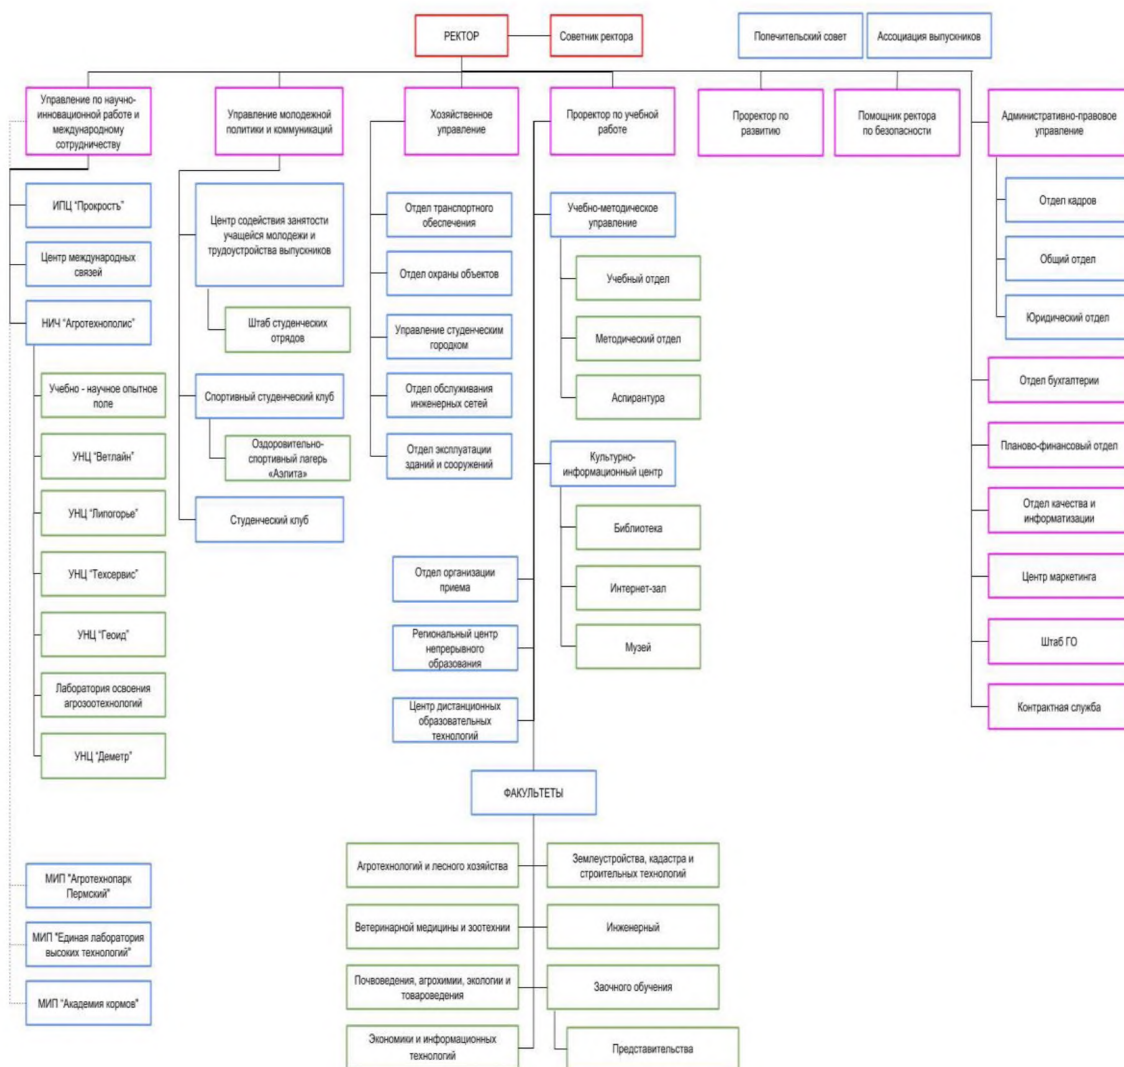 РЕКТОР
Советник ректора
Попечительский совет
Ассоциация выпускников
Управление по научно-
инновационной работе и
международному
сотрудничеству
Управление молодежной
политики и коммуникаций
Хозяйственное
управление
Проректор по учебной
работе
Проректор по
развитию
Помощник ректора
по безопасности
Административно-правовое
управление
ИПЦ "Прокростъ"
Центр международных
связей
НИЧ "Агротехнополис"
Учебно - научное опытное
поле
УНЦ "Ветлайн"
УНЦ "Липогорье"
УНЦ "Техсервис"
УНЦ "Геоид"
Лаборатория освоения
агрозоотехнологий
УНЦ "Деметр"
МИП "Агротехнопарк
Пермский"
МИП "Единая лаборатория
высоких технологий"
МИП "Академия кормов"
Центр содействия занятости
учащейся молодежи и
трудоустройства выпускников
Штаб студенческих
отрядов
Спортивный студенческий клуб
Оздоровительно-
спортивный лагерь
«Аэлита»
Студенческий клуб
Отдел транспортного
обеспечения
Отдел охраны объектов
Управление студенческим
городком
Отдел обслуживания
инженерных сетей
Отдел эксплуатации
зданий и сооружений
Учебно-методическое
управление
Учебный отдел
Методический отдел
Аспирантура
Культурно-
информационный центр
Библиотека
Интернет-зал
Музей
Отдел организации
приема
Региональный центр
непрерывного
образования
Центр дистанционных
образовательных
технологий
ФАКУЛЬТЕТЫ
Агротехнологий и лесного хозяйства
Землеустройства, кадастра и
строительных технологий
Ветеринарной медицины и зоотехнии
Инженерный
Почвоведения, агрохимии, экологии и
товароведения
Заочного обучения
Экономики и информационных
технологий
Представительства
Отдел кадров
Общий отдел
Юридический отдел
Отдел бухгалтерии
Планово-финансовый отдел
Отдел качества и
информатизации
Центр маркетинга
Штаб ГО
Контрактная служба